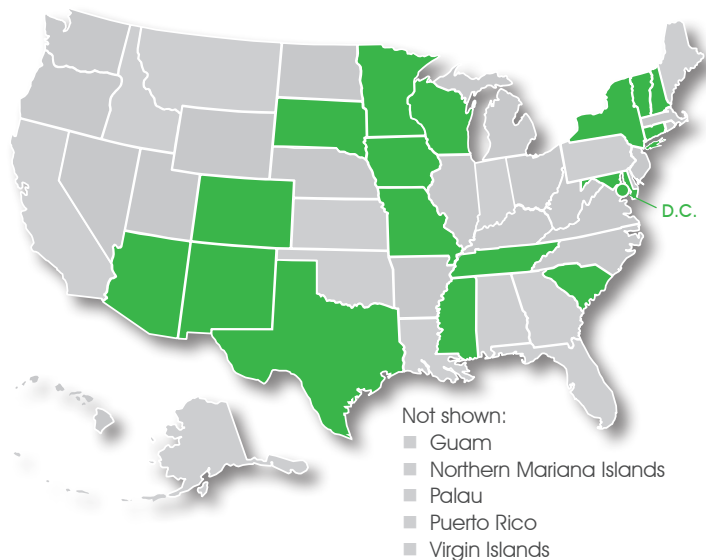 D.C.
Not shown:
Guam
Northern Mariana Islands
Palau
Puerto Rico
Virgin Islands